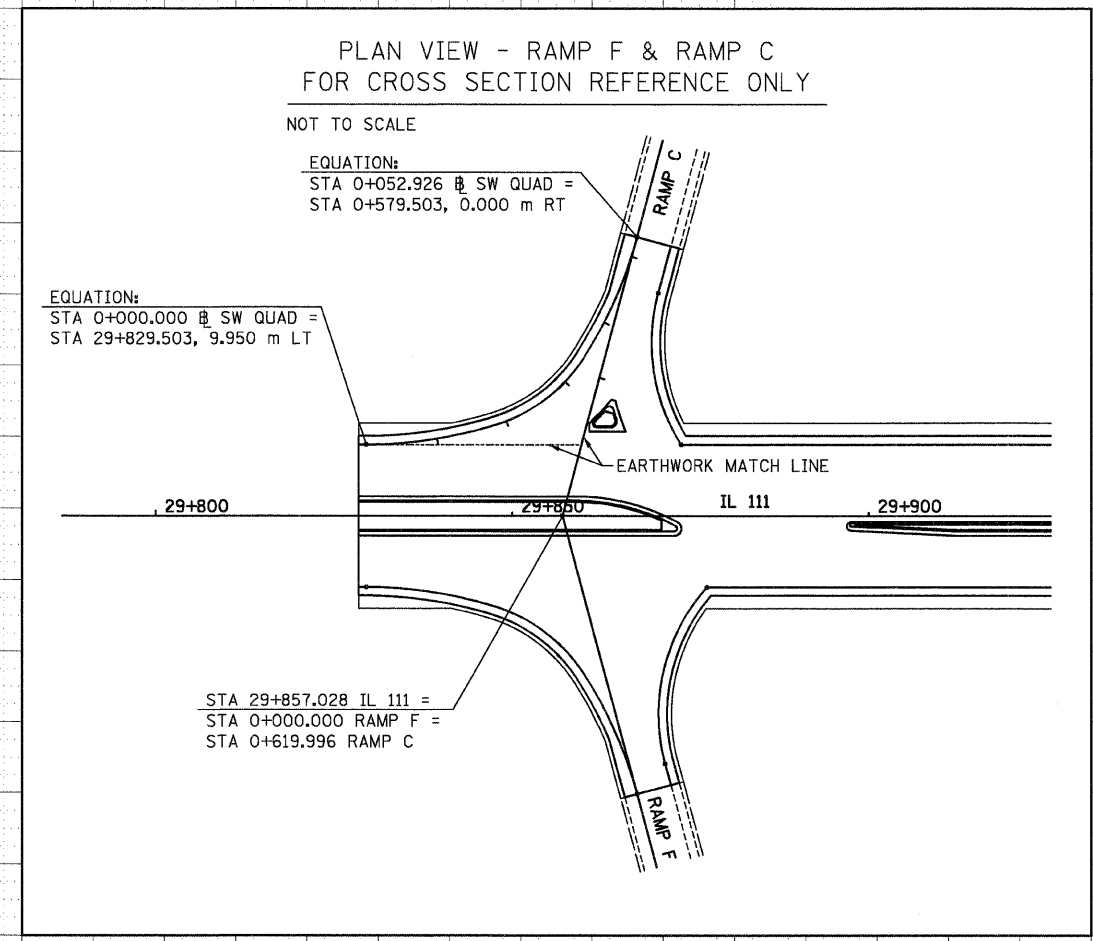 PLAN VIEW - RAMP F & RAMP C
FOR CROSS SECTION REFERENCE ONLY
NOT TO SCALE
EQUATION:
STA 0+052.926 ⅊ SW QUAD =
STA 0+579.503, 0.000 m RT
RAMP C
EQUATION:
STA 0+000.000 ⅊ SW QUAD =
STA 29+829.503, 9.950 m LT
EARTHWORK MATCH LINE
29+800
29+850
IL 111
29+900
STA 29+857.028 IL 111 =
STA 0+000.000 RAMP F =
STA 0+619.996 RAMP C
RAMP F